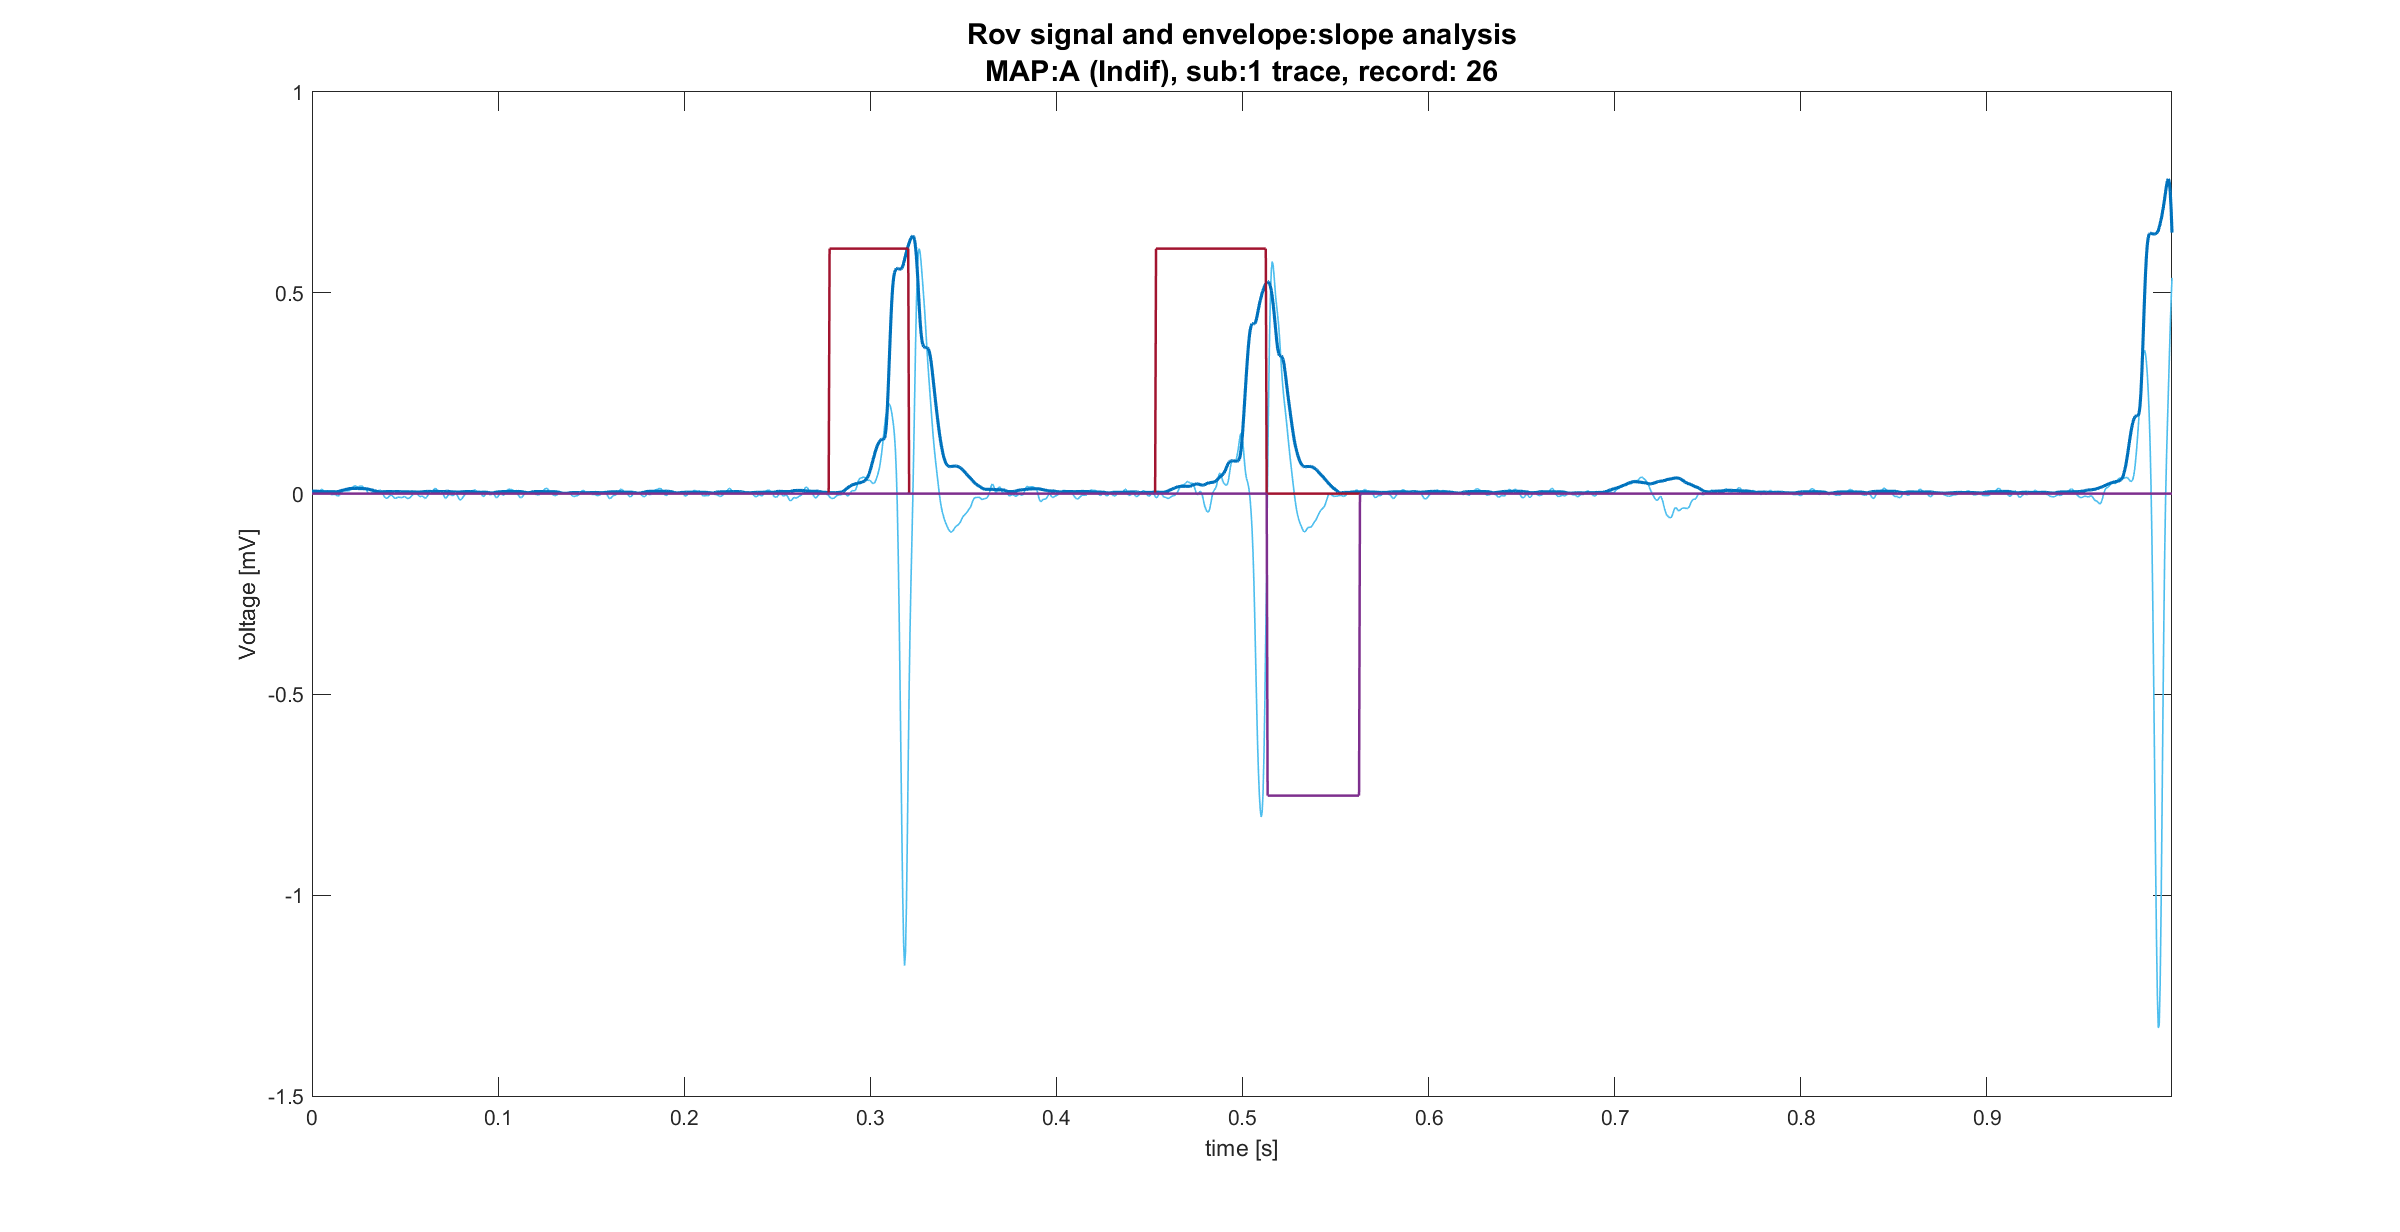 Rov signal and envelope:slope analysis
MAP:A (Indif), sub:1 trace, record: 26
1
0.5
0
-0.5
-1
-1.5
Voltage [mV]
0 0.1 0.2 0.3 0.4 0.5 0.6 0.7 0.8 0.9
time [s]